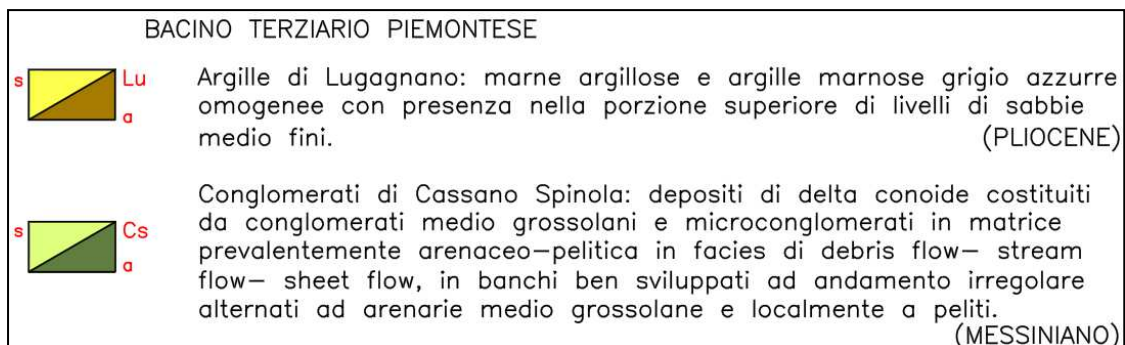 BACINO TERZIARIO PIEMONTESE
s Lu
a
Argille di Lugagnano: marne argillose e argille marnose grigio azzurre
omogenee con presenza nella porzione superiore di livelli di sabbie
medio fini. (PLIOCENE)
s Cs
a
Conglomerati di Cassano Spinola: depositi di delta conoide costituiti
da conglomerati medio grossolani e microconglomerati in matrice
prevalentemente arenaceo-pelitica in facies di debris flow- stream
flow- sheet flow, in banchi ben sviluppati ad andamento irregolare
alternati ad arenarie medio grossolane e localmente a peliti.
(MESSINIANO)